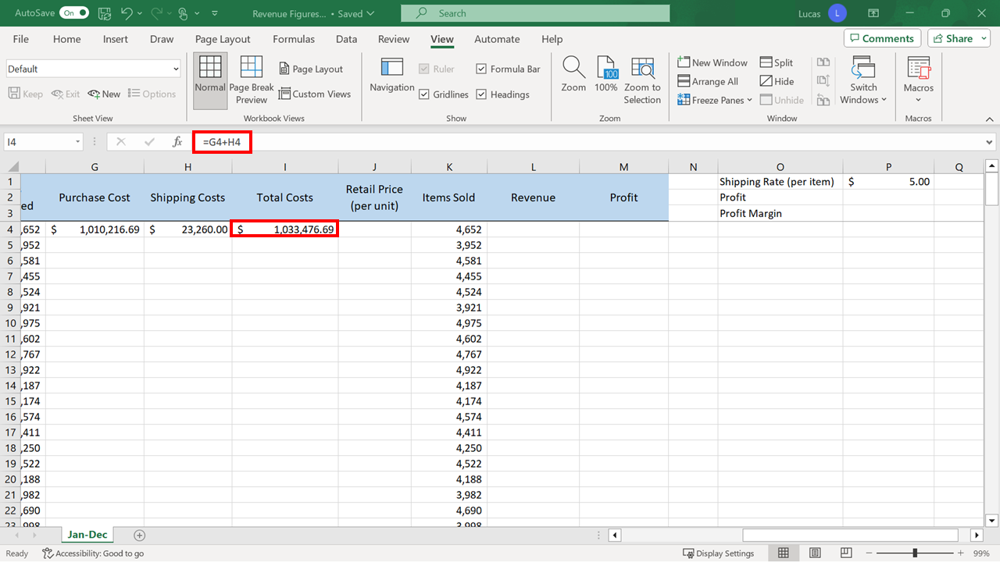 AutoSave On Revenue Figures... • Saved Search Lucas L
File Home Insert Draw Page Layout Formulas Data Review View Automate Help Comments Share
Default
Keep Exit New Options
Sheet View
Normal
Page Break
Preview
Page Layout
Custom Views
Workbook Views
Navigation
Ruler Formula Bar
Gridlines Headings
Show
Zoom
100
100%
Zoom to
Selection
Zoom
New Window
Arrange All
Freeze Panes
Split
Hide
Unhide
Switch
Windows
Window
Macros
Macros
I4 fx =G4+H4
G H I J K L M N O P Q
1 Shipping Rate (per item) $ 5.00
2 Purchase Cost Shipping Costs Total Costs Retail Price
(per unit) Items Sold Revenue Profit Profit
3 ed Profit Margin
4 ,652 $ 1,010,216.69 $ 23,260.00 $ 1,033,476.69 4,652
5 ,952 3,952
6 ,581 4,581
7 ,455 4,455
8 ,524 4,524
9 ,921 3,921
10 ,975 4,975
11 ,602 4,602
12 ,767 4,767
13 ,922 4,922
14 ,187 4,187
15 ,174 4,174
16 ,574 4,574
17 ,411 4,411
18 ,250 4,250
19 ,522 4,522
20 ,188 4,188
21 ,982 3,982
22 ,690 4,690
23 ,998 3,998
Jan-Dec
Ready Accessibility: Good to go Display Settings 99%